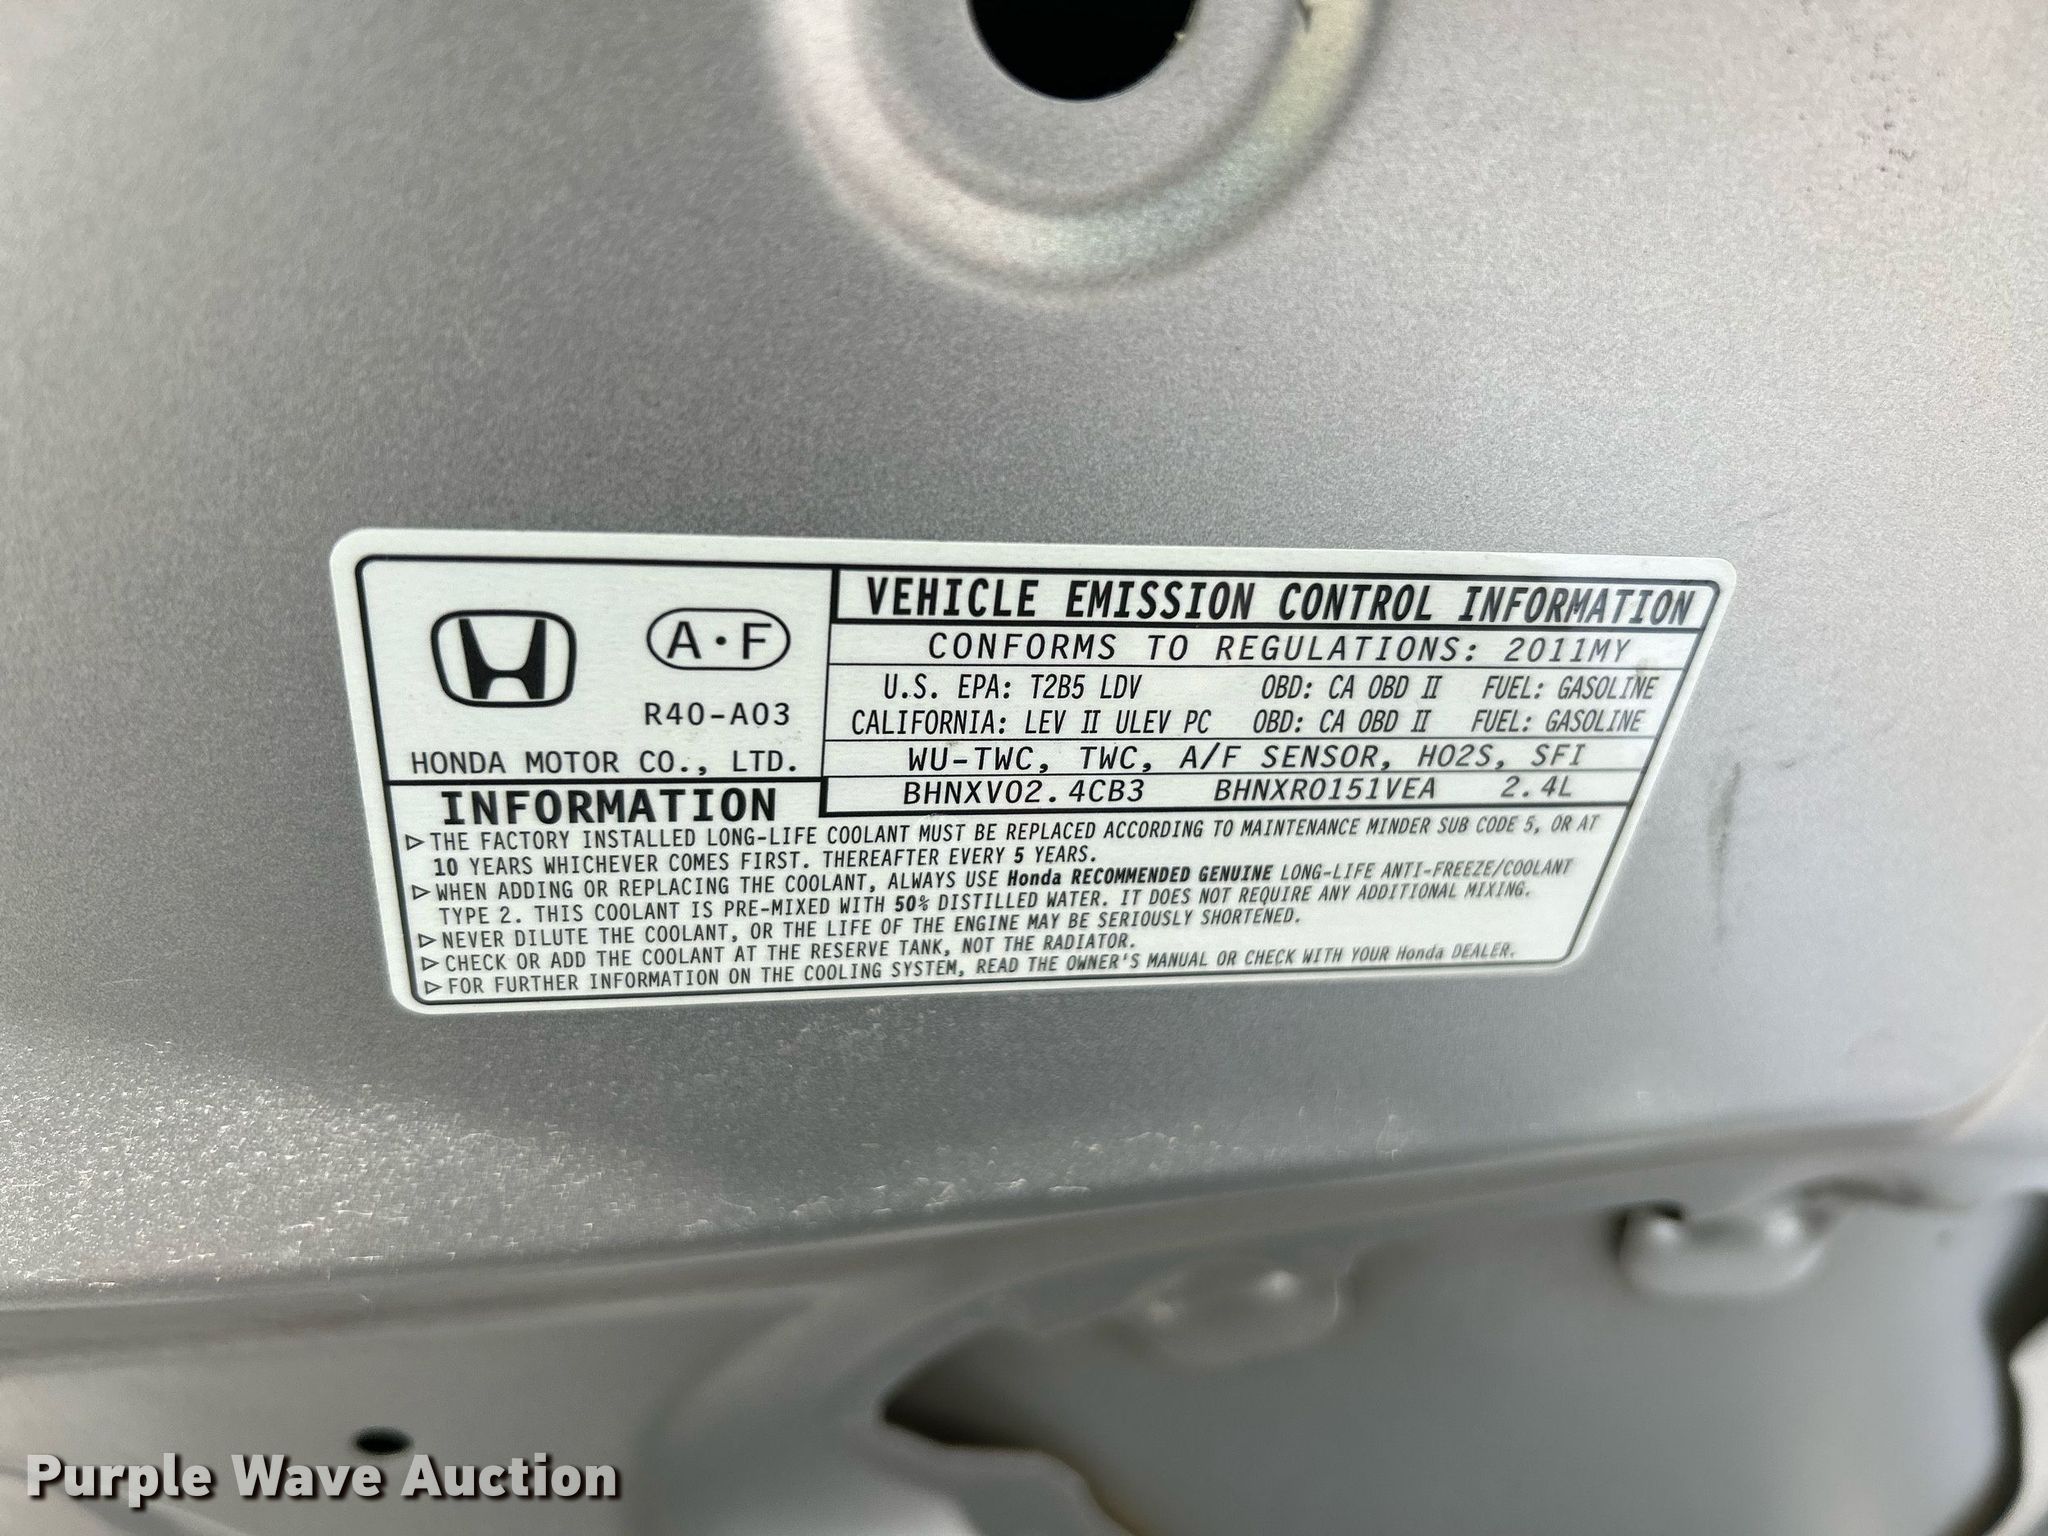 A·F
R40-A03
HONDA MOTOR CO., LTD.
VEHICLE EMISSION CONTROL INFORMATION
CONFORMS TO REGULATIONS: 2011MY
U.S. EPA: T2B5 LDV OBD: CA OBD II FUEL: GASOLINE
CALIFORNIA: LEV II ULEV PC OBD: CA OBD II FUEL: GASOLINE
WU-TWC, TWC, A/F SENSOR, HO2S, SFI
BHNXV02.4CB3 BHNXR0151VEA 2.4L
INFORMATION
▷ THE FACTORY INSTALLED LONG-LIFE COOLANT MUST BE REPLACED ACCORDING TO MAINTENANCE MINDER SUB CODE 5, OR AT
10 YEARS WHICHEVER COMES FIRST. THEREAFTER EVERY 5 YEARS.
▷ WHEN ADDING OR REPLACING THE COOLANT, ALWAYS USE Honda RECOMMENDED GENUINE LONG-LIFE ANTI-FREEZE/COOLANT
TYPE 2. THIS COOLANT IS PRE-MIXED WITH 50% DISTILLED WATER. IT DOES NOT REQUIRE ANY ADDITIONAL MIXING.
▷ NEVER DILUTE THE COOLANT, OR THE LIFE OF THE ENGINE MAY BE SERIOUSLY SHORTENED.
▷ CHECK OR ADD THE COOLANT AT THE RESERVE TANK, NOT THE RADIATOR.
▷ FOR FURTHER INFORMATION ON THE COOLING SYSTEM, READ THE OWNER'S MANUAL OR CHECK WITH YOUR Honda DEALER.
Purple Wave Auction